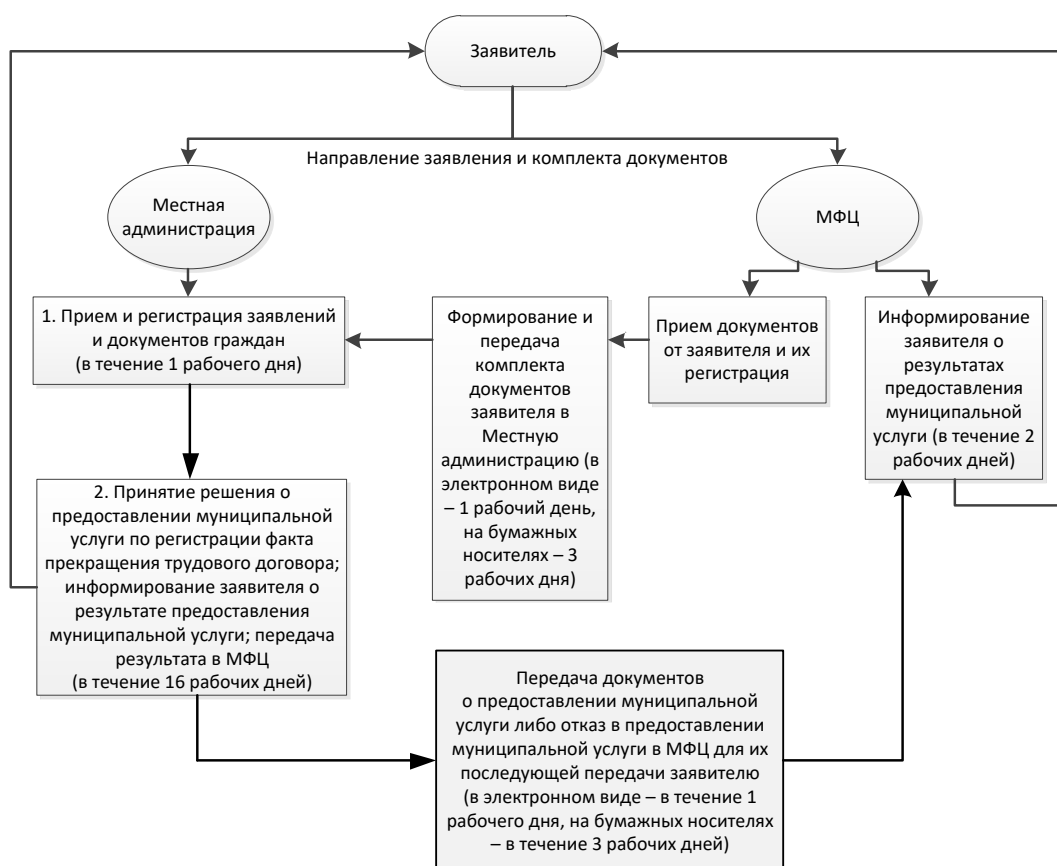 Заявитель
Направление заявления и комплекта документов
Местная
администрация
МФЦ
1. Прием и регистрация заявлений
и документов граждан
(в течение 1 рабочего дня)
Формирование и
передача
комплекта
документов
заявителя в
Местную
администрацию (в
электронном виде
– 1 рабочий день,
на бумажных
носителях – 3
рабочих дня)
Прием документов
от заявителя и их
регистрация
Информирование
заявителя о
результатах
предоставления
муниципальной
услуги (в течение 2
рабочих дней)
2. Принятие решения о
предоставлении муниципальной
услуги по регистрации факта
прекращения трудового договора;
информирование заявителя о
результате предоставления
муниципальной услуги; передача
результата в МФЦ
(в течение 16 рабочих дней)
Передача документов
о предоставлении муниципальной
услуги либо отказ в предоставлении
муниципальной услуги в МФЦ для их
последующей передачи заявителю
(в электронном виде – в течение 1
рабочего дня, на бумажных носителях
– в течение 3 рабочих дней)